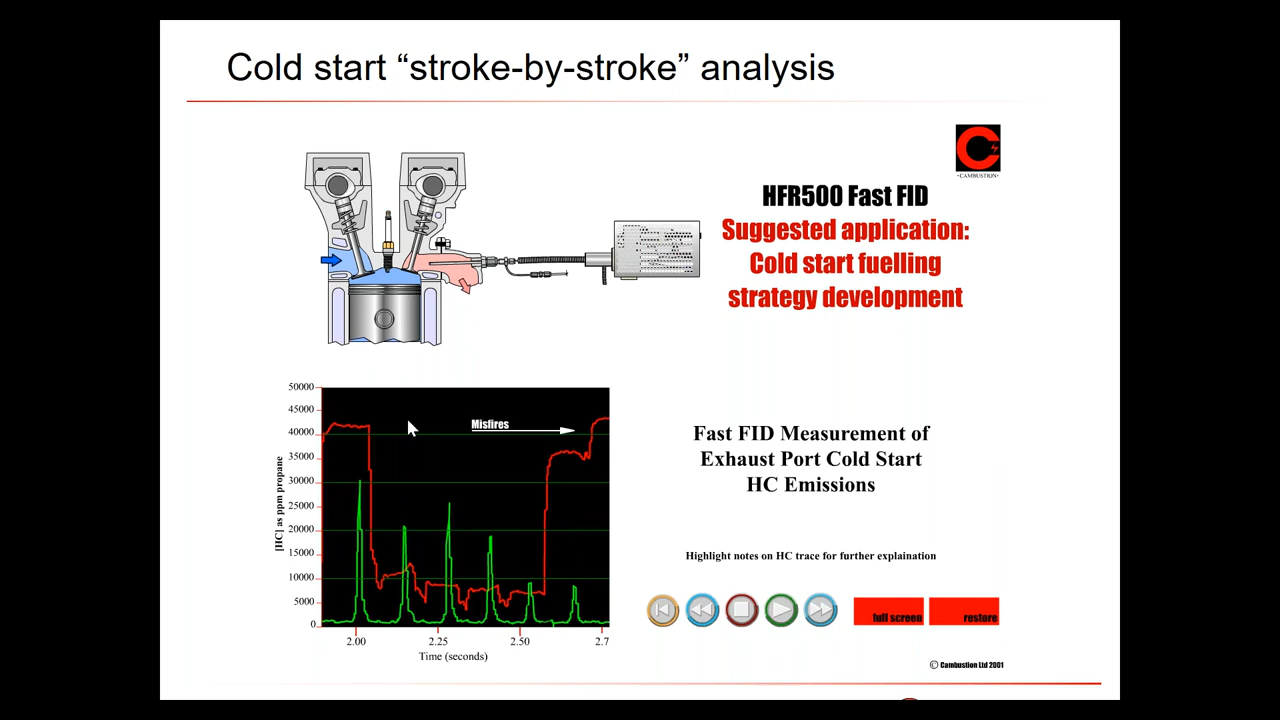 Cold start “stroke-by-stroke” analysis
·CAMBUSTION·
HFR500 Fast FID
Suggested application:
Cold start fuelling
strategy development
50000
45000
40000
35000
30000
25000
20000
15000
10000
5000
0
[HC] as ppm propane
Misfires
2.00
2.25
2.50
2.7
Time (seconds)
Fast FID Measurement of
Exhaust Port Cold Start
HC Emissions
Highlight notes on HC trace for further explaination
full screen
restore
© Cambustion Ltd 2001